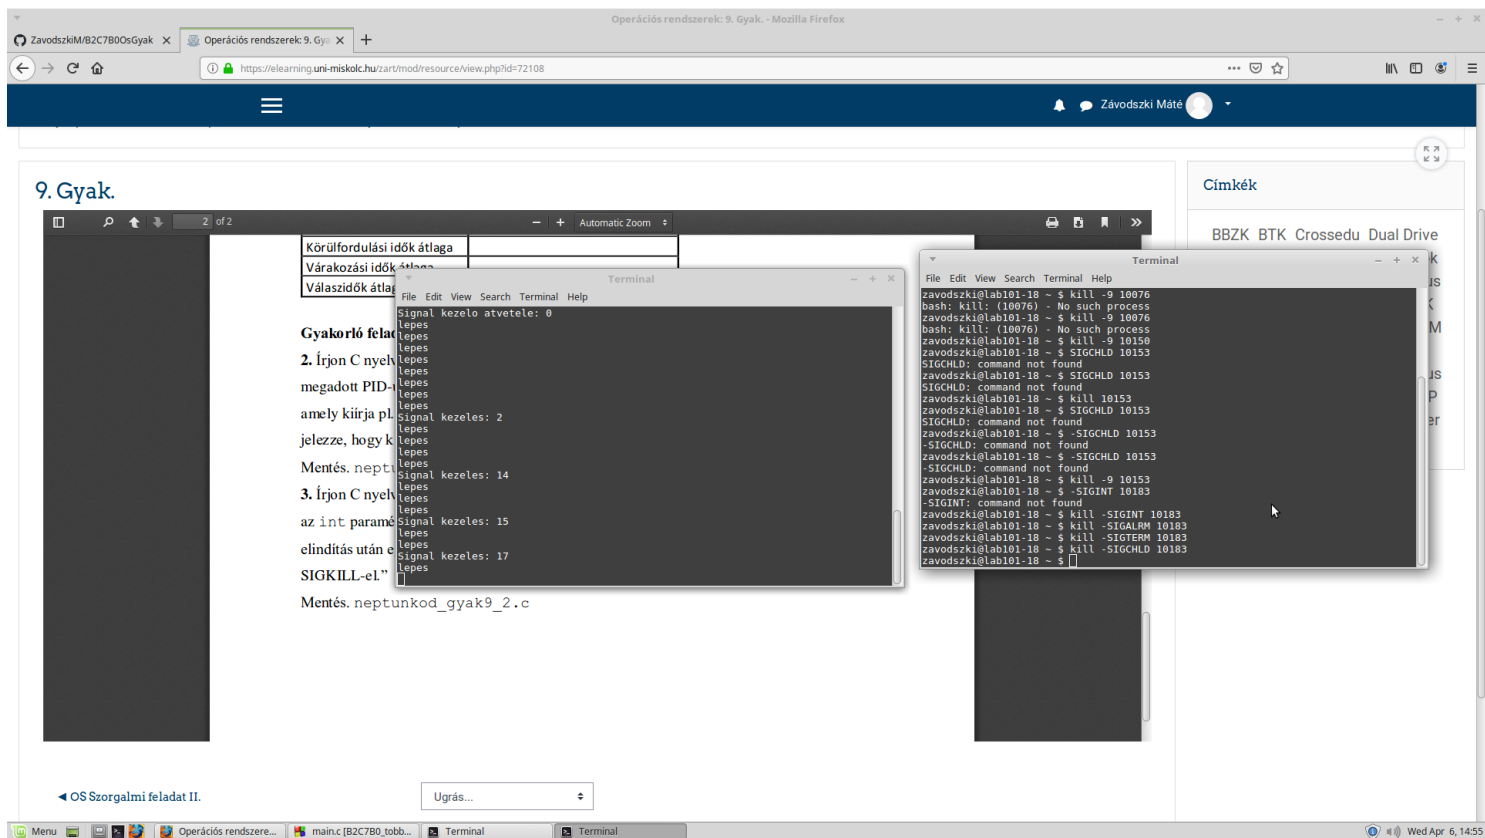 Operációs rendszerek: 9. Gyak. - Mozilla Firefox
ZavodszkiM/B2C7B0OsGyak
Operációs rendszerek: 9. Gya
https://elearning.uni-miskolc.hu/zart/mod/resource/view.php?id=72108
Závodszki Máté
9. Gyak.
2 of 2
Automatic Zoom
Körülfordulási idők átlaga
Várakozási idők átlaga
Válaszidők átlag
Gyakorló felad
2. Írjon C nyelv
megadott PID-
amely kiírja pl.
jelezze, hogy k
Mentés. neptu
3. Írjon C nyelv
az int paramé
elindítás után e
SIGKILL-el.”
Mentés. neptunkod_gyak9_2.c
Terminal
File Edit View Search Terminal Help
Signal kezelo atvetele: 0
lepes
lepes
lepes
lepes
lepes
lepes
lepes
lepes
Signal kezeles: 2
lepes
lepes
lepes
lepes
Signal kezeles: 14
lepes
lepes
lepes
Signal kezeles: 15
lepes
lepes
Signal kezeles: 17
lepes
Terminal
File Edit View Search Terminal Help
zavodszki@lab101-18 ~ $ kill -9 10076
bash: kill: (10076) - No such process
zavodszki@lab101-18 ~ $ kill -9 10076
bash: kill: (10076) - No such process
zavodszki@lab101-18 ~ $ kill -9 10150
zavodszki@lab101-18 ~ $ SIGCHLD 10153
SIGCHLD: command not found
zavodszki@lab101-18 ~ $ SIGCHLD 10153
SIGCHLD: command not found
zavodszki@lab101-18 ~ $ kill 10153
zavodszki@lab101-18 ~ $ SIGCHLD 10153
SIGCHLD: command not found
zavodszki@lab101-18 ~ $ -SIGCHLD 10153
-SIGCHLD: command not found
zavodszki@lab101-18 ~ $ -SIGCHLD 10153
-SIGCHLD: command not found
zavodszki@lab101-18 ~ $ kill -9 10153
zavodszki@lab101-18 ~ $ -SIGINT 10183
-SIGINT: command not found
zavodszki@lab101-18 ~ $ kill -SIGINT 10183
zavodszki@lab101-18 ~ $ kill -SIGALRM 10183
zavodszki@lab101-18 ~ $ kill -SIGTERM 10183
zavodszki@lab101-18 ~ $ kill -SIGCHLD 10183
zavodszki@lab101-18 ~ $
Címkék
BBZK BTK Crossedu Dual Drive
◄ OS Szorgalmi feladat II.
Ugrás...
Menu
Operációs rendszere...
main.c [B2C7B0_tobb...
Terminal
Terminal
Wed Apr 6, 14:55